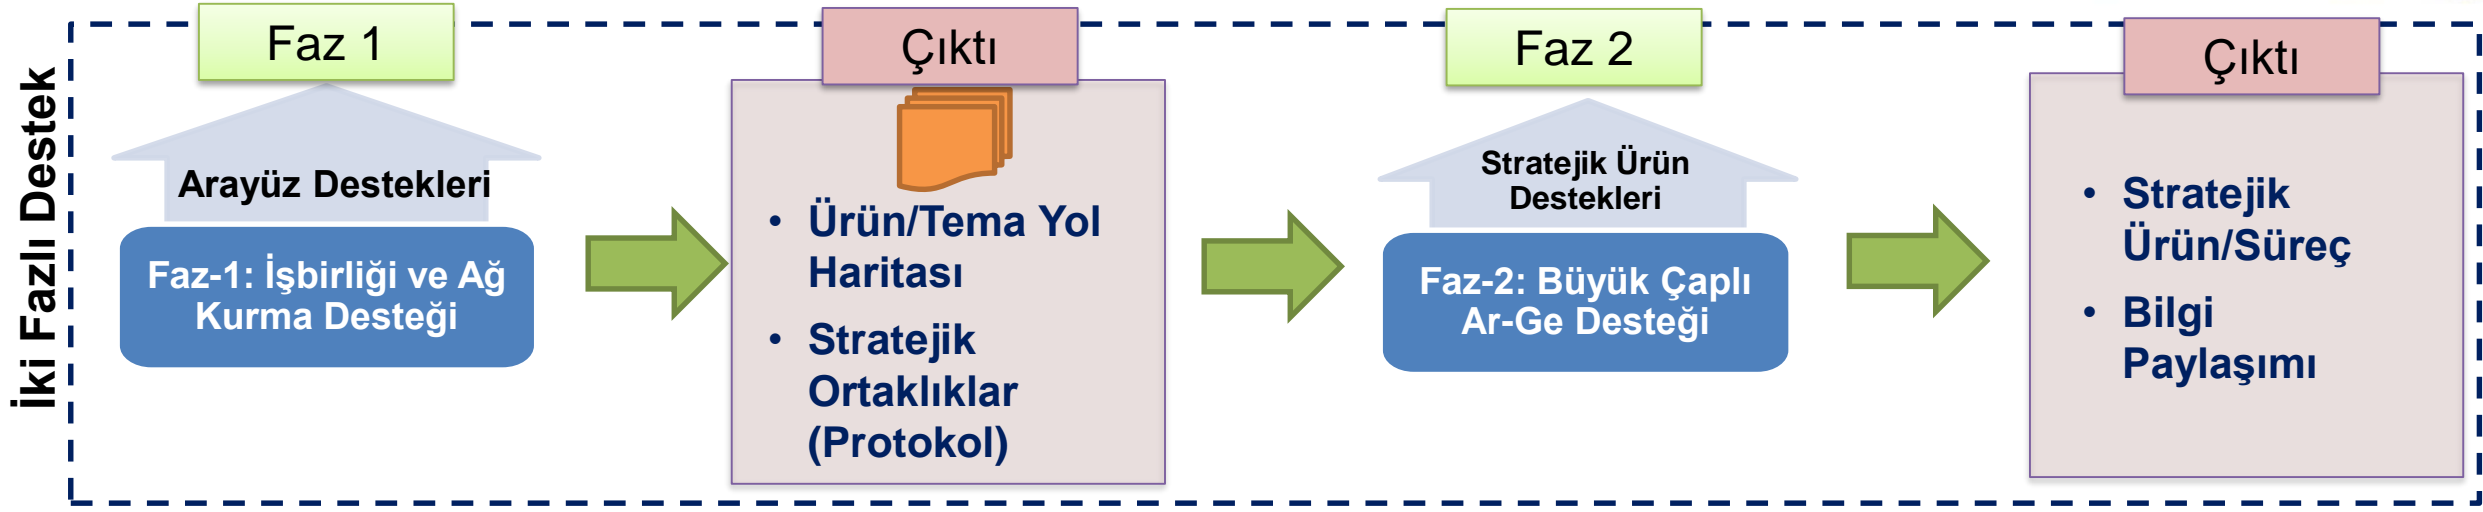 İki Fazlı Destek
Faz 1
Arayüz Destekleri
Faz-1: İşbirliği ve Ağ
Kurma Desteği
Çıktı
• Ürün/Tema Yol
Haritası
• Stratejik
Ortaklıklar
(Protokol)
Faz 2
Stratejik Ürün
Destekleri
Faz-2: Büyük Çaplı
Ar-Ge Desteği
Çıktı
• Stratejik
Ürün/Süreç
• Bilgi
Paylaşımı